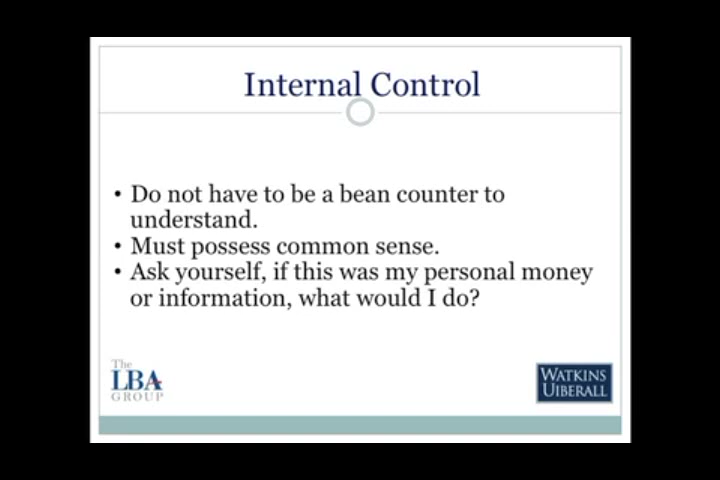 Internal Control
• Do not have to be a bean counter to
understand.
• Must possess common sense.
• Ask yourself, if this was my personal money
or information, what would I do?
The
LBA
GROUP
WATKINS
UIBERALL